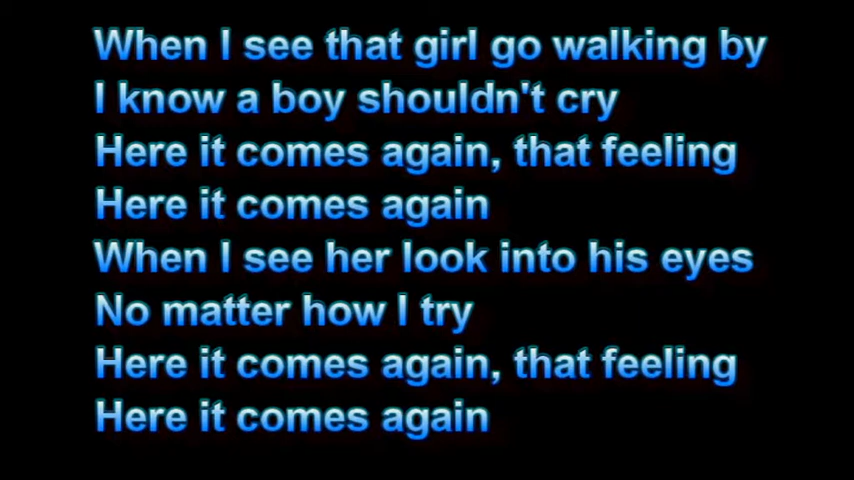 When I see that girl go walking by
I know a boy shouldn't cry
Here it comes again, that feeling
Here it comes again
When I see her look into his eyes
No matter how I try
Here it comes again, that feeling
Here it comes again